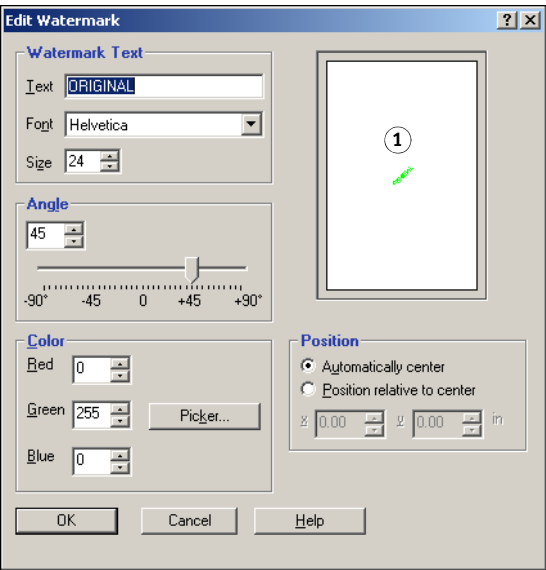 Edit Watermark
Watermark Text
Text ORIGINAL
Font Helvetica
Size 24
1
Angle
45
-90° -45 0 +45 +90°
Color
Red 0
Green 255 Picker...
Blue 0
Position
Automatically center
Position relative to center
x 0.00 y 0.00 in
OK Cancel Help